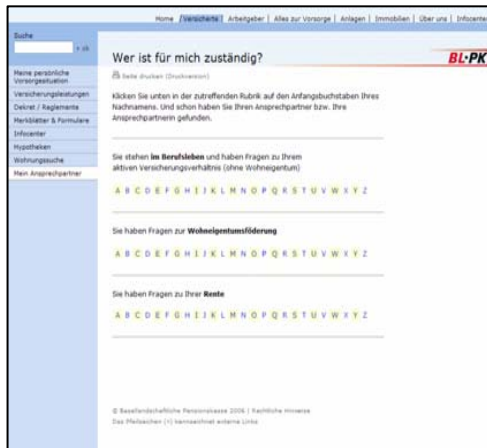 Home | Versicherte | Arbeitgeber | Alles zur Vorsorge | Anlagen | Immobilien | Über uns | Infocenter
Suche
» ok
Meine persönliche
Vorsorgesituation
Versicherungsleistungen
Dekret / Reglemente
Merkblätter & Formulare
Infocenter
Hypotheken
Wohnungssuche
Mein Ansprechpartner
BL·PK
Wer ist für mich zuständig?
Seite drucken (Druckversion)
Klicken Sie unten in der zutreffenden Rubrik auf den Anfangsbuchstaben Ihres
Nachnamens. Und schon haben Sie Ihren Ansprechpartner bzw. Ihre
Ansprechpartnerin gefunden.
Sie stehen im Berufsleben und haben Fragen zu Ihrem
aktiven Versicherungsverhältnis (ohne Wohneigentum)
A B C D E F G H I J K L M N O P Q R S T U V W X Y Z
Sie haben Fragen zur Wohneigentumsföderung
A B C D E F G H I J K L M N O P Q R S T U V W X Y Z
Sie haben Fragen zu Ihrer Rente
A B C D E F G H I J K L M N O P Q R S T U V W X Y Z
© Basellandschaftliche Pensionskasse 2006 | Rechtliche Hinweise
Das Pfeilzeichen (») kennzeichnet externe Links